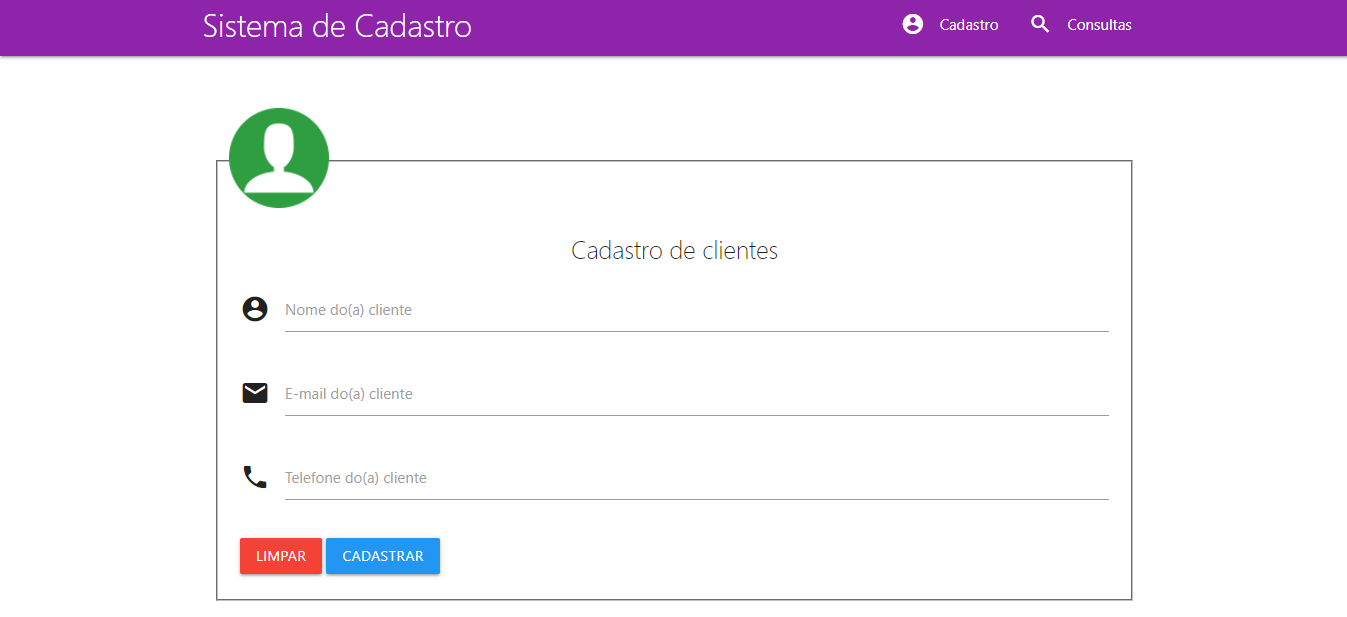 Sistema de Cadastro
Cadastro
Consultas
Cadastro de clientes
Nome do(a) cliente
E-mail do(a) cliente
Telefone do(a) cliente
LIMPAR
CADASTRAR